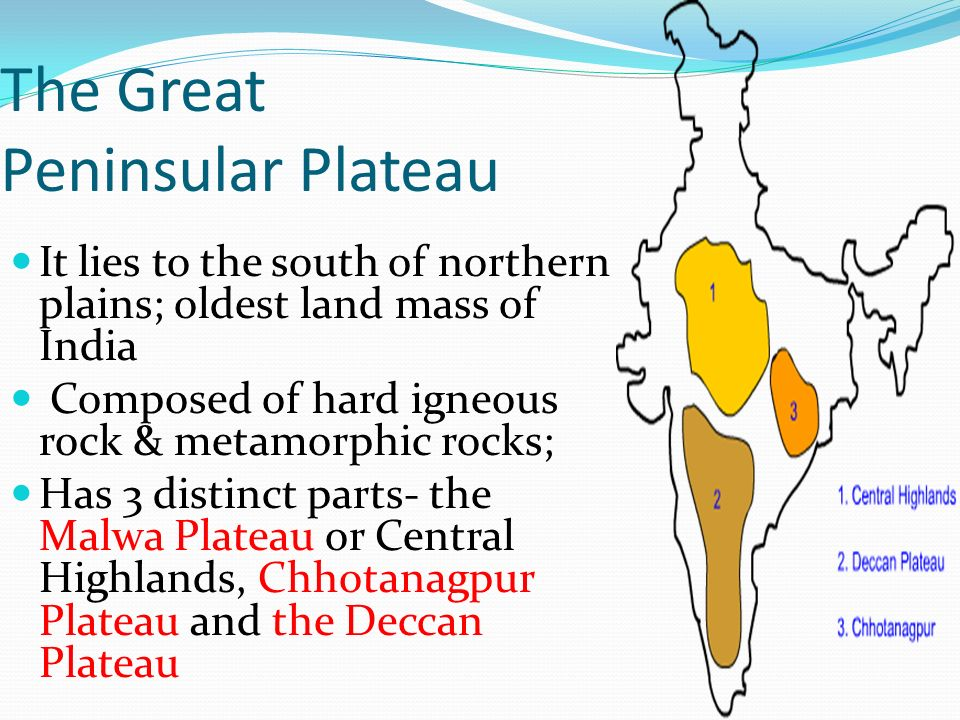 The Great
Peninsular Plateau
It lies to the south of northern
plains; oldest land mass of
India
Composed of hard igneous
rock & metamorphic rocks;
Has 3 distinct parts- the
Malwa Plateau or Central
Highlands, Chhotanagpur
Plateau and the Deccan
Plateau
1
3
2
1. Central Highlands
2. Deccan Plateau
3. Chhotanagpur